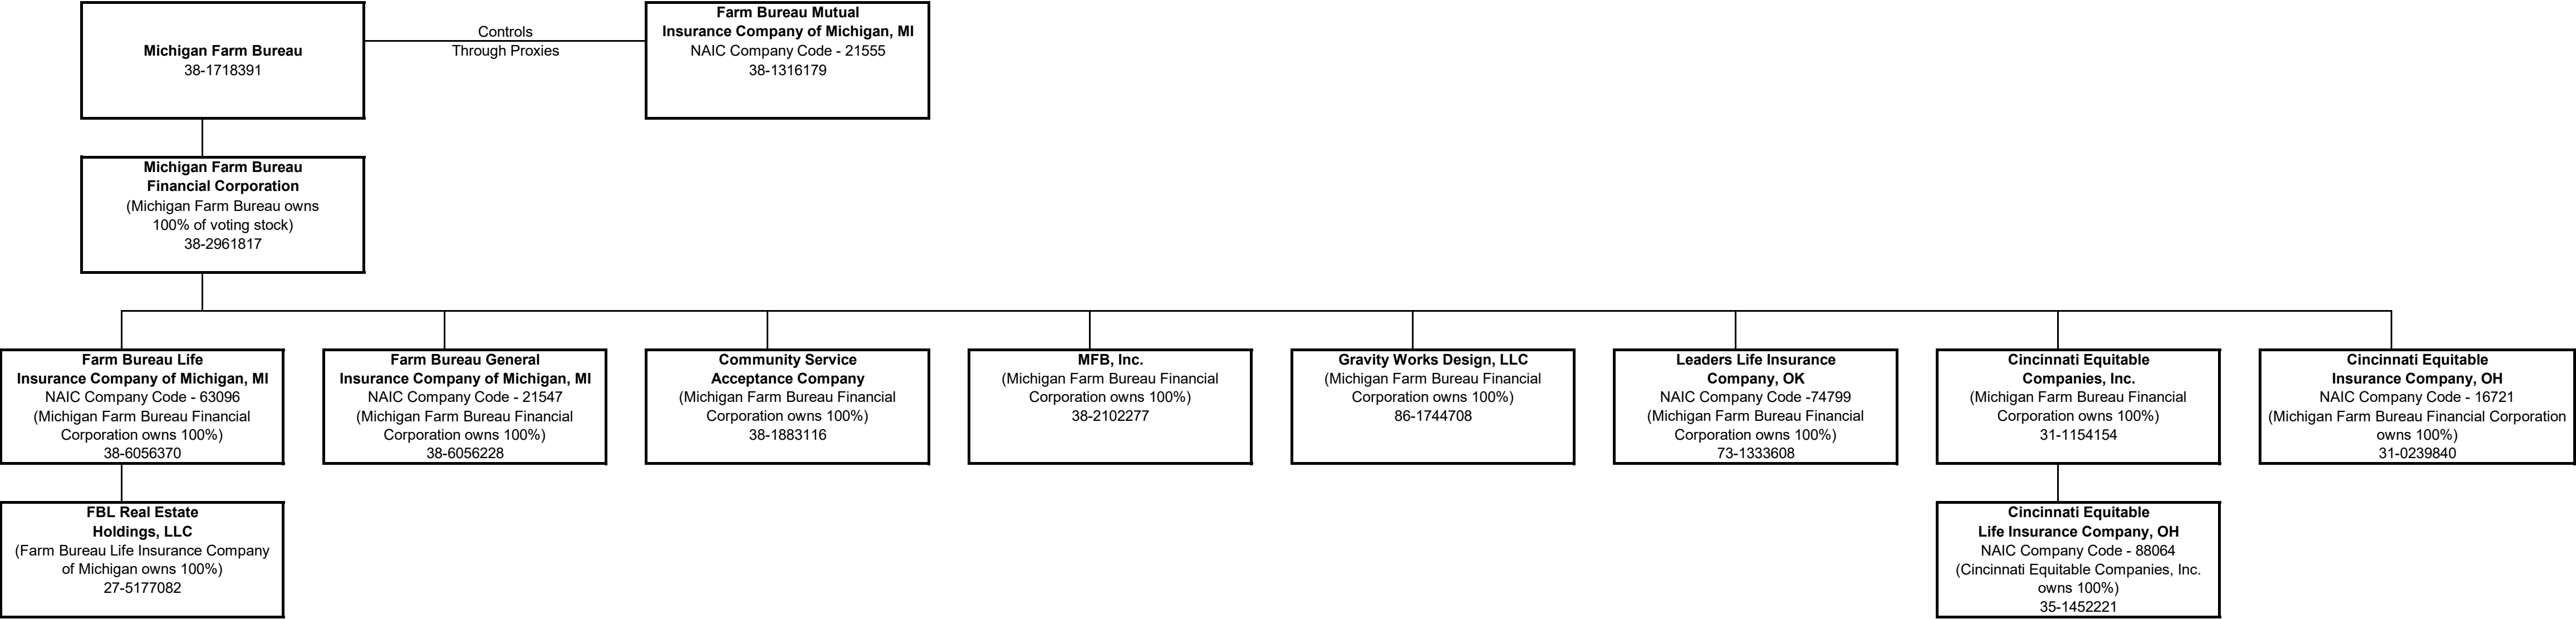 Michigan Farm Bureau
38-1718391
Controls
Through Proxies
Farm Bureau Mutual
Insurance Company of Michigan, MI
NAIC Company Code - 21555
38-1316179
Michigan Farm Bureau
Financial Corporation
(Michigan Farm Bureau owns
100% of voting stock)
38-2961817
Farm Bureau Life
Insurance Company of Michigan, MI
NAIC Company Code - 63096
(Michigan Farm Bureau Financial
Corporation owns 100%)
38-6056370
Farm Bureau General
Insurance Company of Michigan, MI
NAIC Company Code - 21547
(Michigan Farm Bureau Financial
Corporation owns 100%)
38-6056228
Community Service
Acceptance Company
(Michigan Farm Bureau Financial
Corporation owns 100%)
38-1883116
MFB, Inc.
(Michigan Farm Bureau Financial
Corporation owns 100%)
38-2102277
Gravity Works Design, LLC
(Michigan Farm Bureau Financial
Corporation owns 100%)
86-1744708
Leaders Life Insurance
Company, OK
NAIC Company Code -74799
(Michigan Farm Bureau Financial
Corporation owns 100%)
73-1333608
Cincinnati Equitable
Companies, Inc.
(Michigan Farm Bureau Financial
Corporation owns 100%)
31-1154154
Cincinnati Equitable
Insurance Company, OH
NAIC Company Code - 16721
(Michigan Farm Bureau Financial Corporation
owns 100%)
31-0239840
FBL Real Estate
Holdings, LLC
(Farm Bureau Life Insurance Company
of Michigan owns 100%)
27-5177082
Cincinnati Equitable
Life Insurance Company, OH
NAIC Company Code - 88064
(Cincinnati Equitable Companies, Inc.
owns 100%)
35-1452221